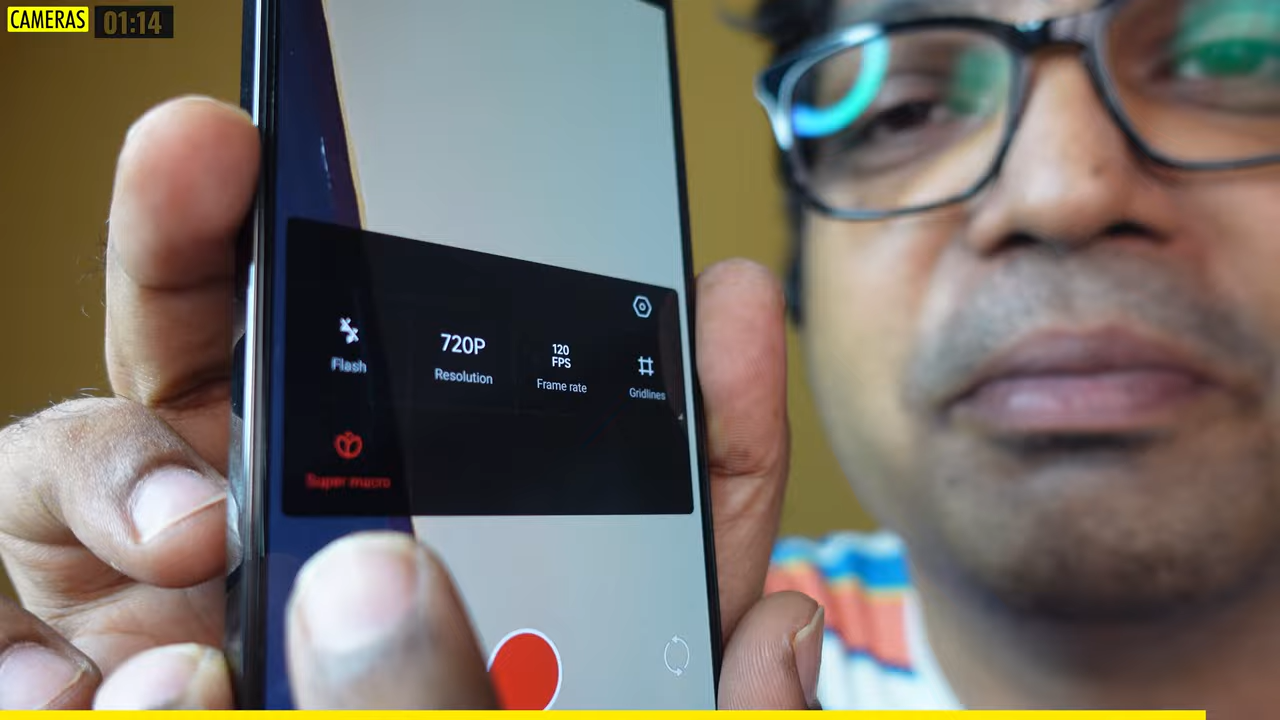 CAMERAS 01:14
Flash
720P
Resolution
120
FPS
Frame rate
Gridlines
Super macro